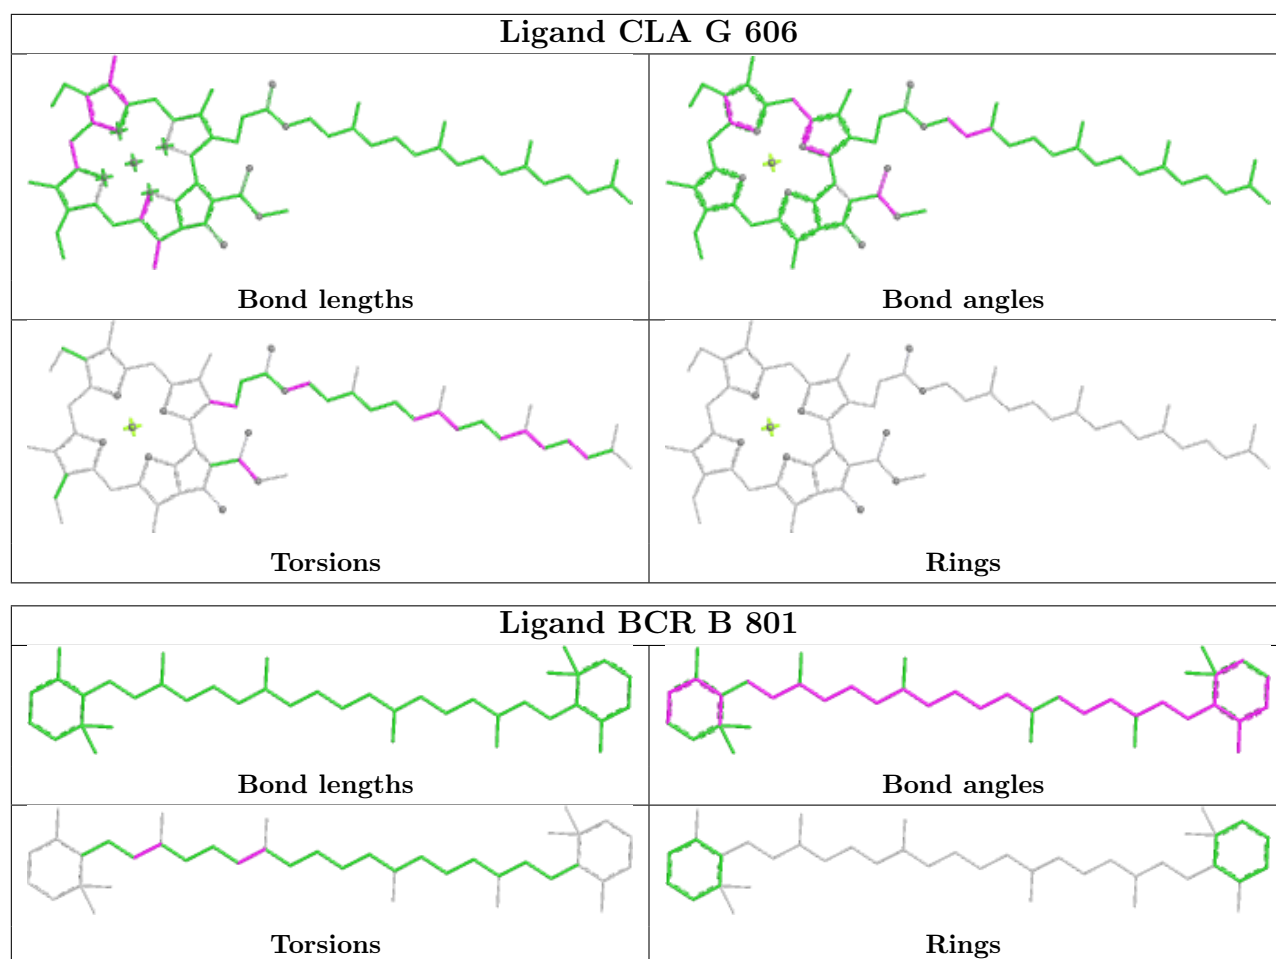 Ligand CLA G 606
Bond lengths
Bond angles
Torsions
Rings
Ligand BCR B 801
Bond lengths
Bond angles
Torsions
Rings